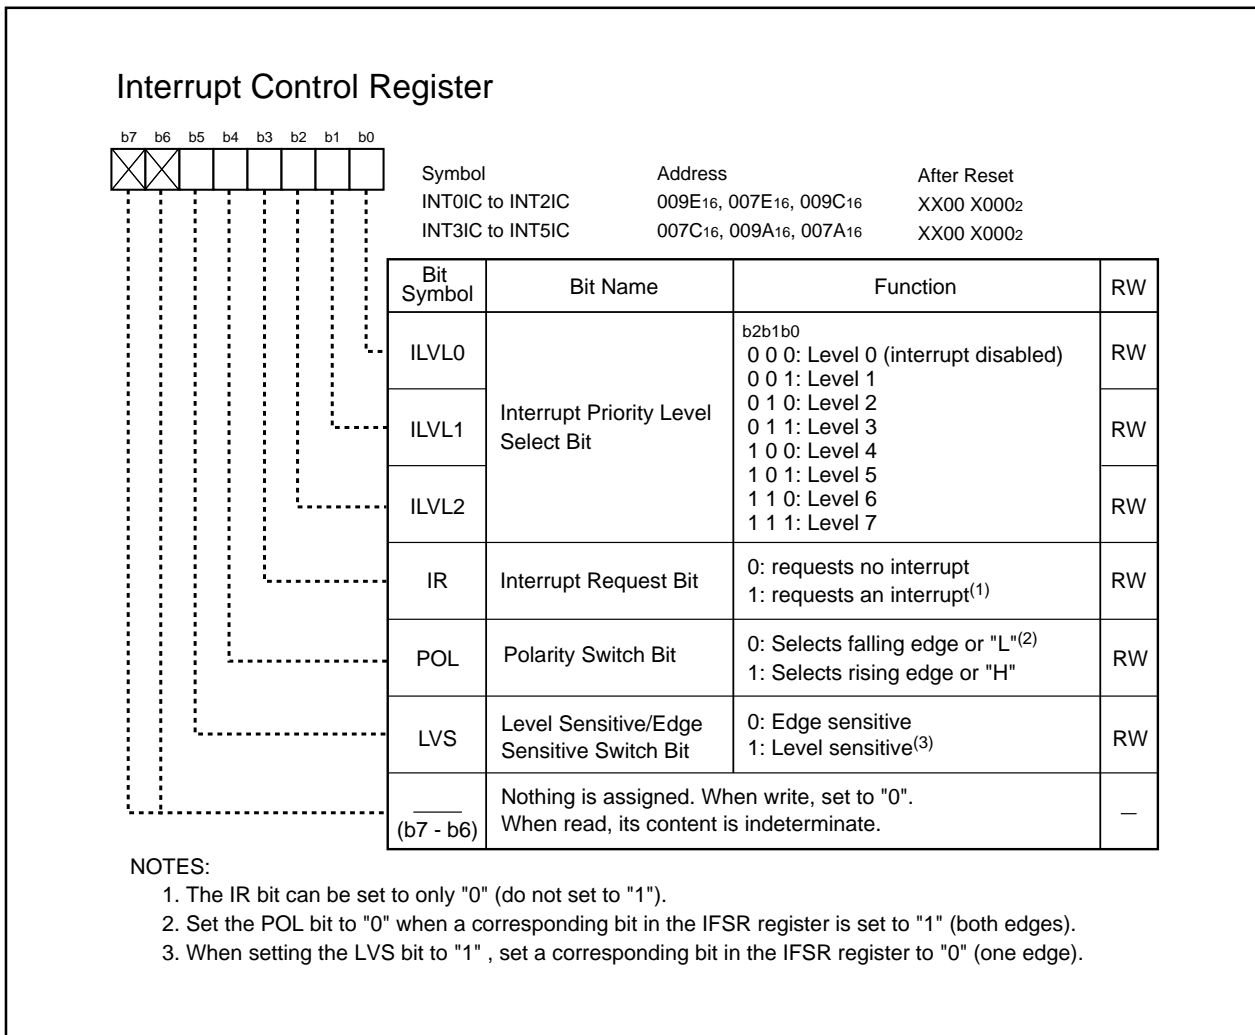 Interrupt Control Register
b7 b6 b5 b4 b3 b2 b1 b0
Symbol Address After Reset
INT0IC to INT2IC 009E16, 007E16, 009C16 XX00 X0002
INT3IC to INT5IC 007C16, 009A16, 007A16 XX00 X0002
Bit Symbol Bit Name Function RW
ILVL0 RW
ILVL1 RW
ILVL2 RW
Interrupt Priority Level
Select Bit
b2b1b0
0 0 0: Level 0 (interrupt disabled)
0 0 1: Level 1
0 1 0: Level 2
0 1 1: Level 3
1 0 0: Level 4
1 0 1: Level 5
1 1 0: Level 6
1 1 1: Level 7
IR Interrupt Request Bit RW
0: requests no interrupt
1: requests an interrupt(1)
POL Polarity Switch Bit RW
0: Selects falling edge or "L"(2)
1: Selects rising edge or "H"
LVS RW
Level Sensitive/Edge
Sensitive Switch Bit
0: Edge sensitive
1: Level sensitive(3)
(b7 - b6) —
Nothing is assigned. When write, set to "0".
When read, its content is indeterminate.
NOTES:
1. The IR bit can be set to only "0" (do not set to "1").
2. Set the POL bit to "0" when a corresponding bit in the IFSR register is set to "1" (both edges).
3. When setting the LVS bit to "1" , set a corresponding bit in the IFSR register to "0" (one edge).